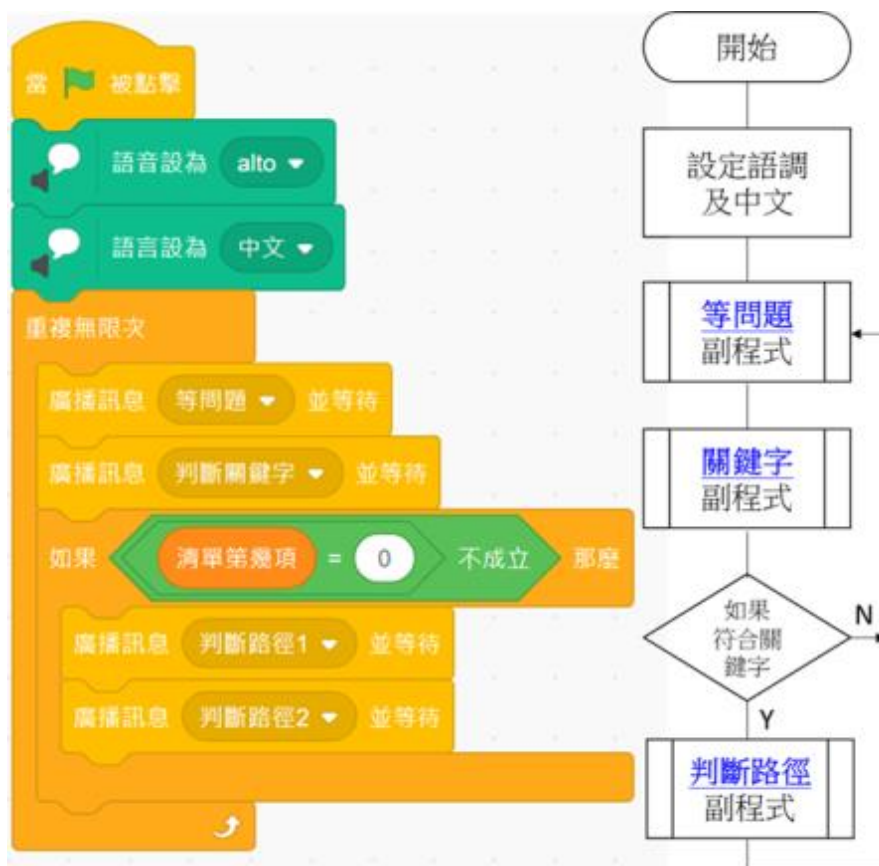 當 被點擊
語音設為 alto
語言設為 中文
重複無限次
廣播訊息 等問題 並等待
廣播訊息 判斷關鍵字 並等待
如果 清單第幾項 = 0 不成立 那麼
廣播訊息 判斷路徑1 並等待
廣播訊息 判斷路徑2 並等待
開始
設定語調
及中文
等問題
副程式
關鍵字
副程式
如果
符合關
鍵字
N
Y
判斷路徑
副程式